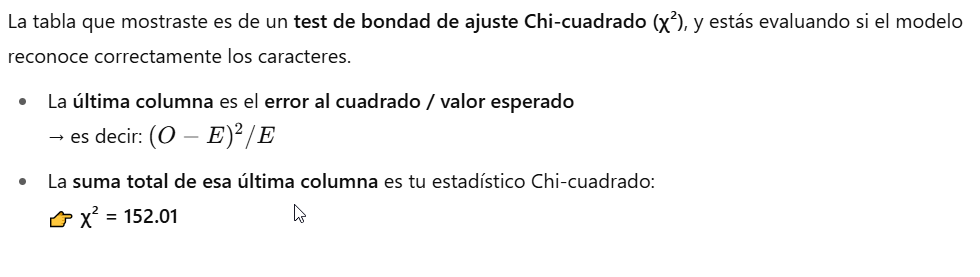 La tabla que mostraste es de un test de bondad de ajuste Chi-cuadrado (χ²), y estás evaluando si el modelo
reconoce correctamente los caracteres.
• La última columna es el error al cuadrado / valor esperado
→ es decir: (O − E)²/E
• La suma total de esa última columna es tu estadístico Chi-cuadrado:
👉 χ² = 152.01